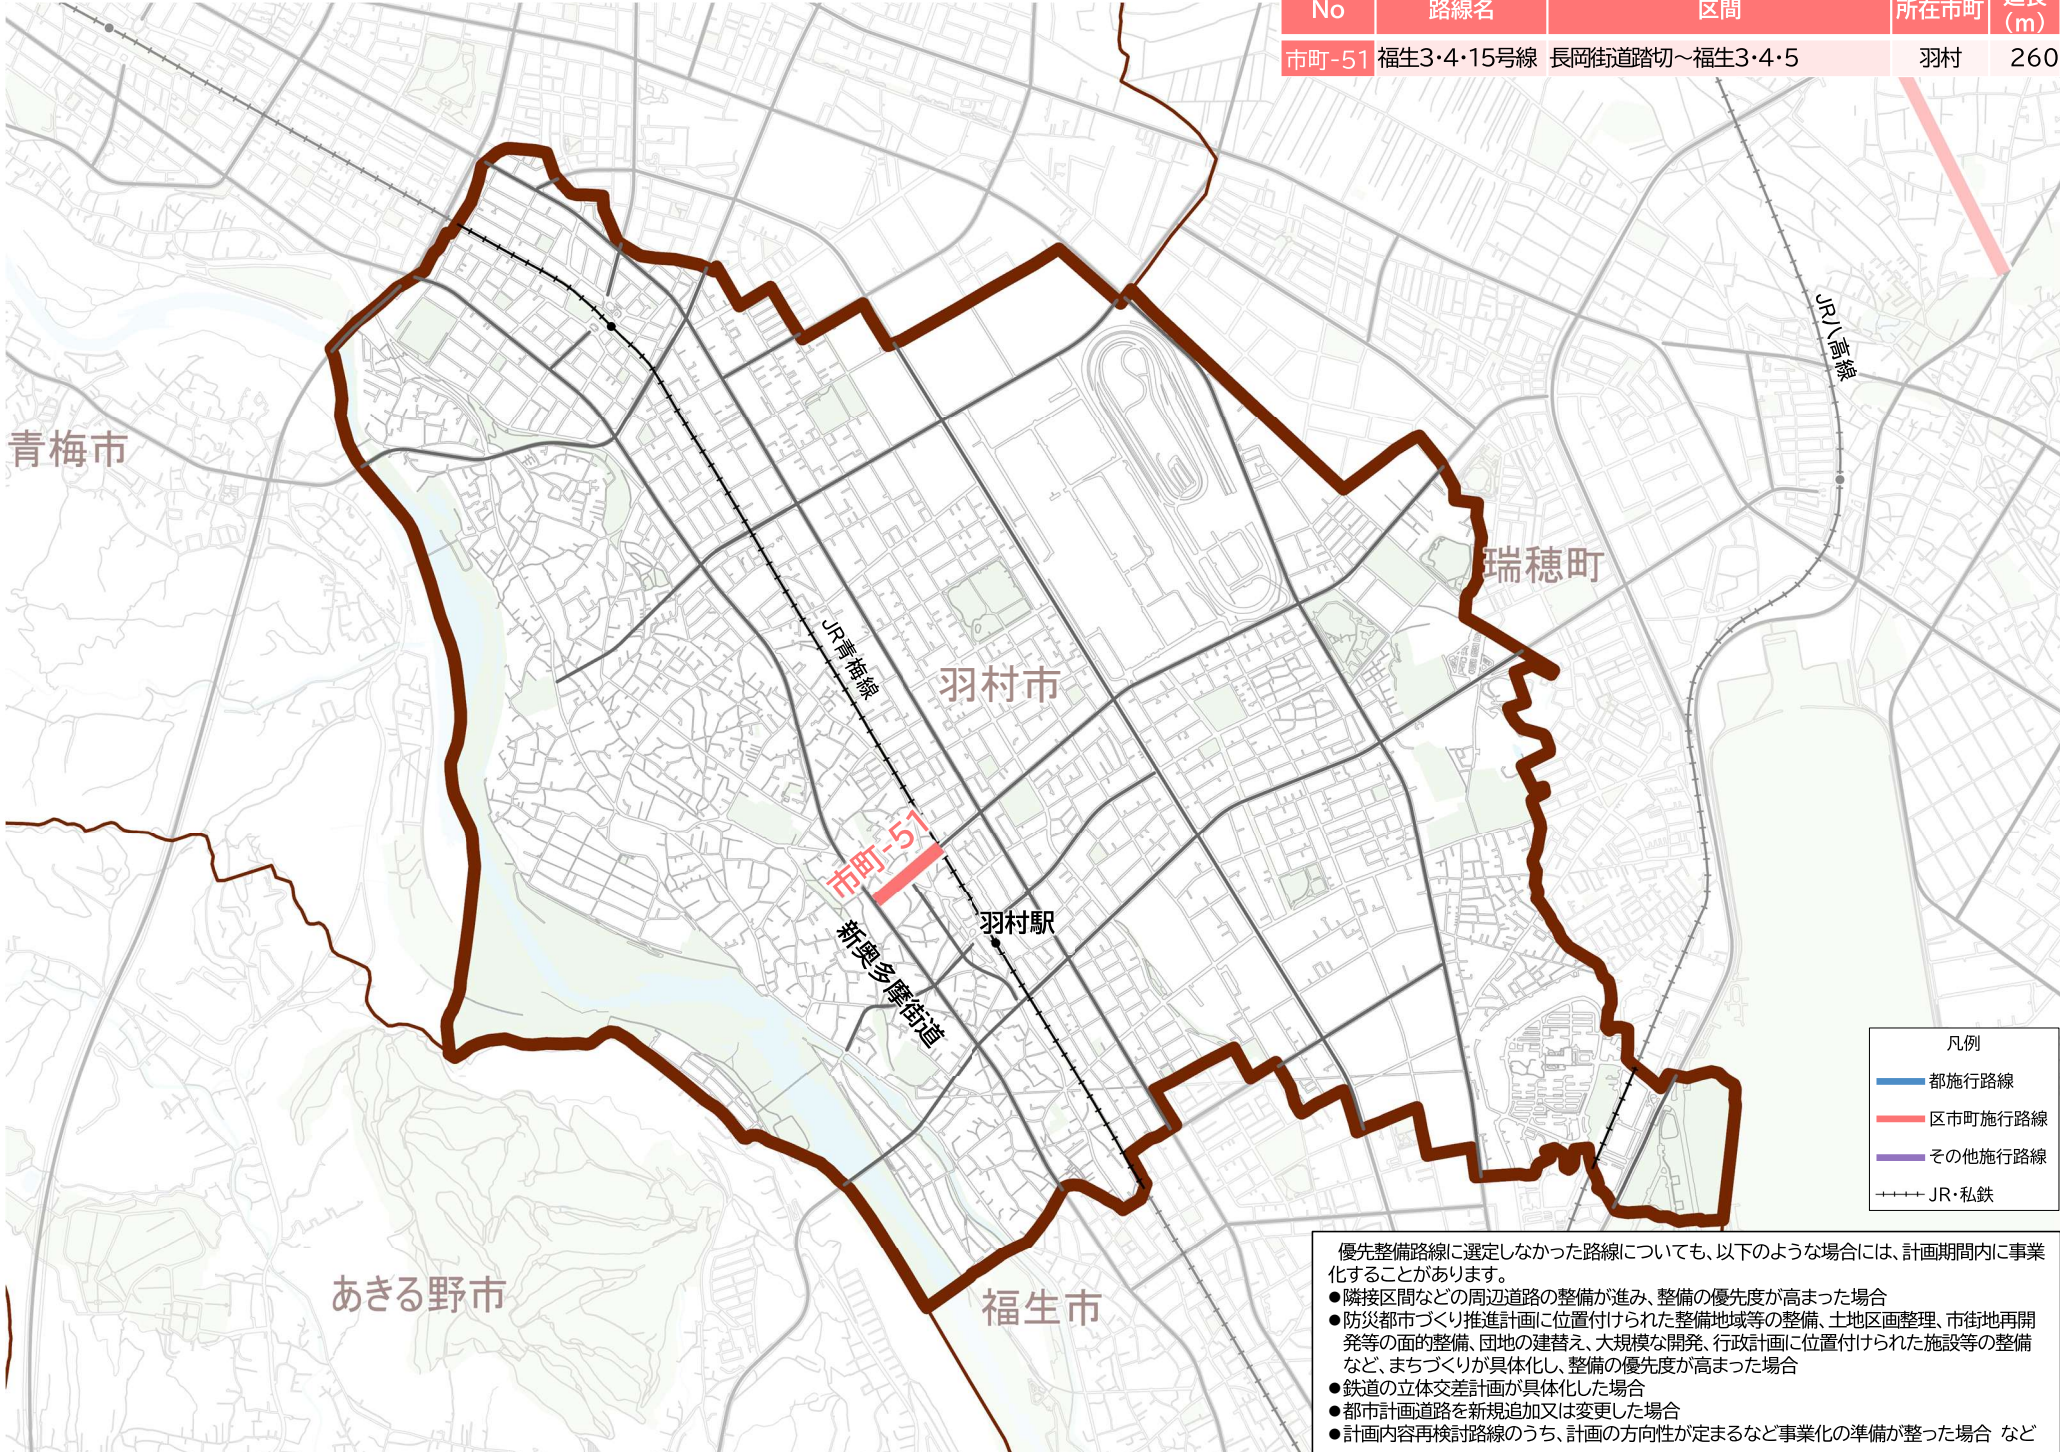 No 路線名 区間 所在市町 延長(m)
市町-51 福生3・4・15号線 長岡街道踏切～福生3・4・5 羽村 260
JR八高線
青梅市
瑞穂町
JR青梅線
羽村市
市町-51
羽村駅
新奥多摩街道
あきる野市
福生市
凡例
都施行路線
区市町施行路線
その他施行路線
JR・私鉄
優先整備路線に選定しなかった路線についても、以下のような場合には、計画期間内に事業
化することがあります。
●隣接区間などの周辺道路の整備が進み、整備の優先度が高まった場合
●防災都市づくり推進計画に位置付けられた整備地域等の整備、土地区画整理、市街地再開
発等の面的整備、団地の建替え、大規模な開発、行政計画に位置付けられた施設等の整備
など、まちづくりが具体化し、整備の優先度が高まった場合
●鉄道の立体交差計画が具体化した場合
●都市計画道路を新規追加又は変更した場合
●計画内容再検討路線のうち、計画の方向性が定まるなど事業化の準備が整った場合 など